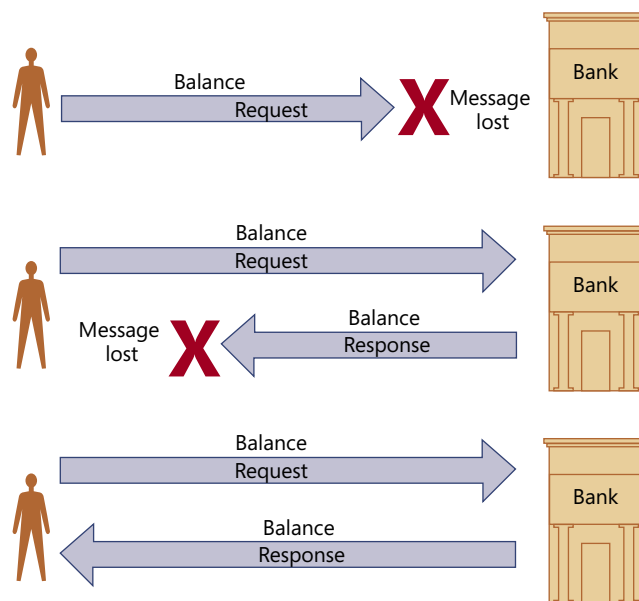 Balance
Request
Message
lost
Bank
Balance
Request
Bank
Message
lost
Balance
Response
Balance
Request
Bank
Balance
Response